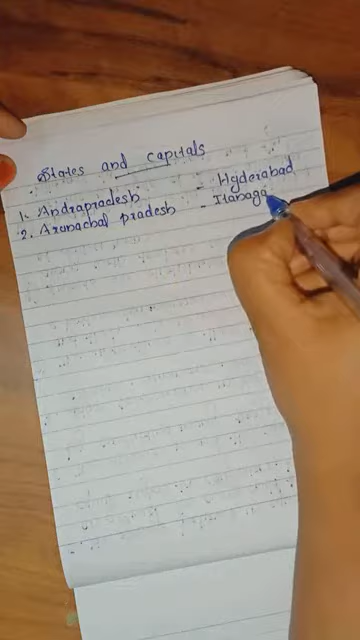 States and Capitals
1. Andrapradesh - Hyderabad
2. Arunachal pradesh - Itanaga